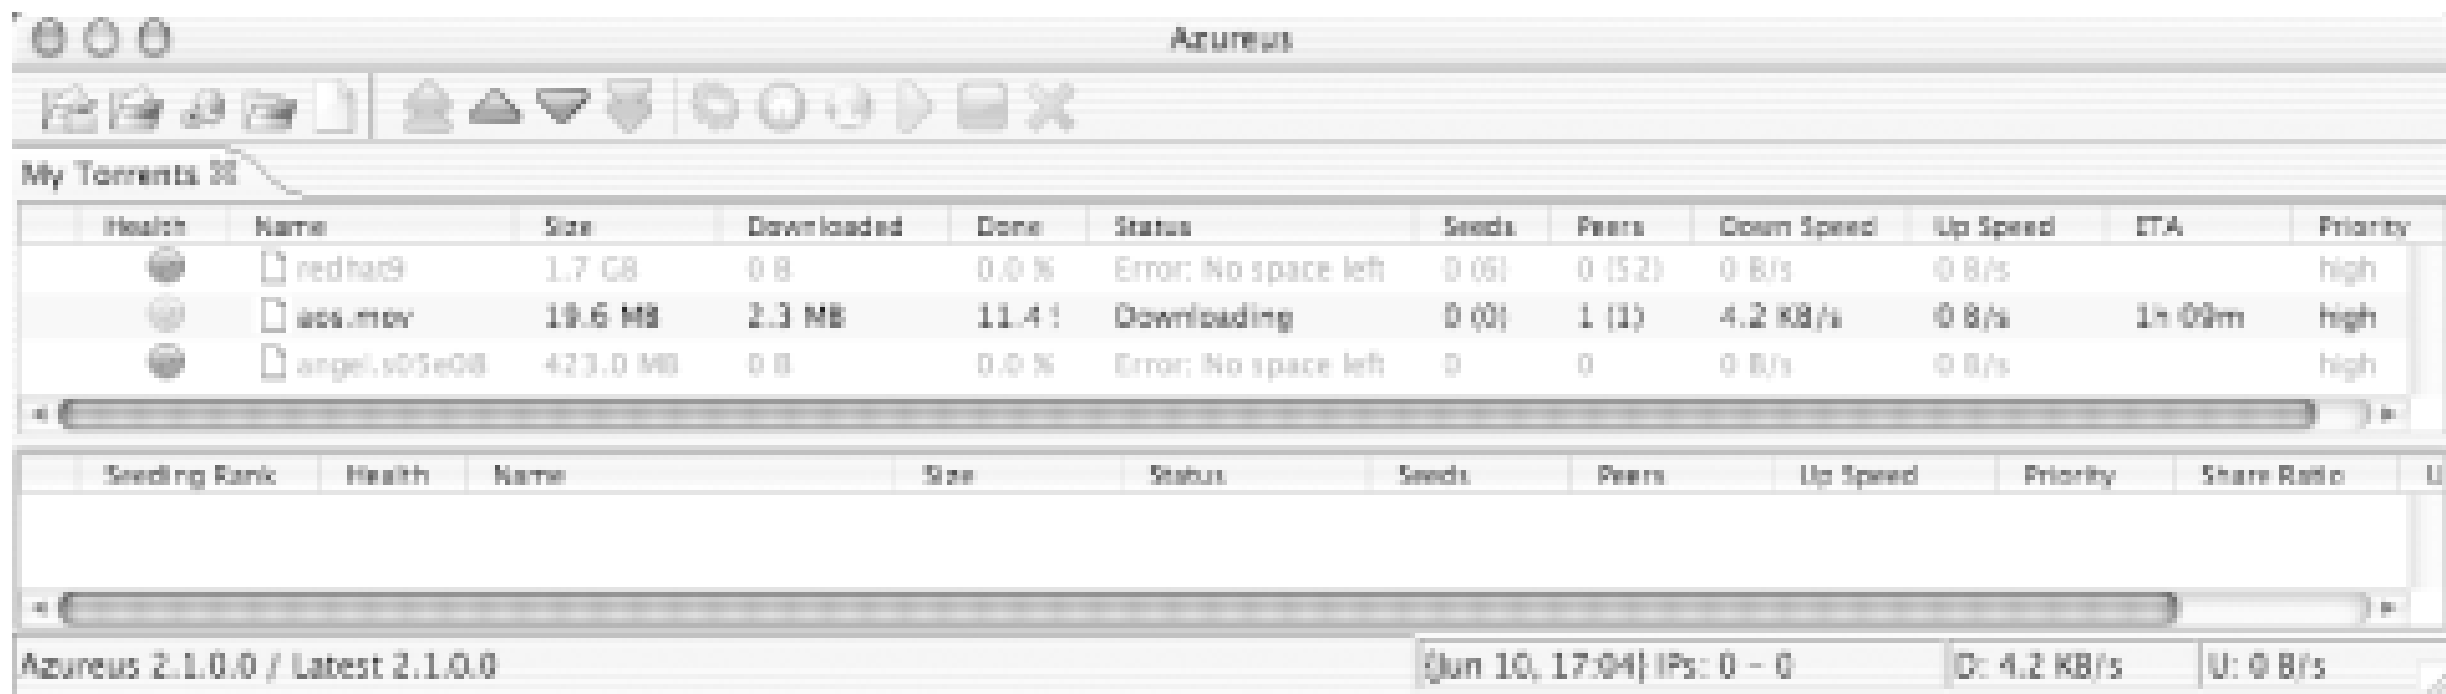 Azureus
My Torrents
Health Name Size Downloaded Done Status Seeds Peers Down Speed Up Speed ETA Priority
redhat9 1.7 GB 0 B 0.0 % Error: No space left 0 (6) 0 (52) 0 B/s 0 B/s high
aos.mov 19.6 MB 2.3 MB 11.4 Downloading 0 (0) 1 (1) 4.2 KB/s 0 B/s 1h 09m high
angel.s05e08 423.0 MB 0 B 0.0 % Error: No space left 0 0 0 B/s 0 B/s high
Seeding Rank Health Name Size Status Seeds Peers Up Speed Priority Share Ratio U
Azureus 2.1.0.0 / Latest 2.1.0.0 {Jun 10, 17:04} IPs: 0 - 0 D: 4.2 KB/s U: 0 B/s